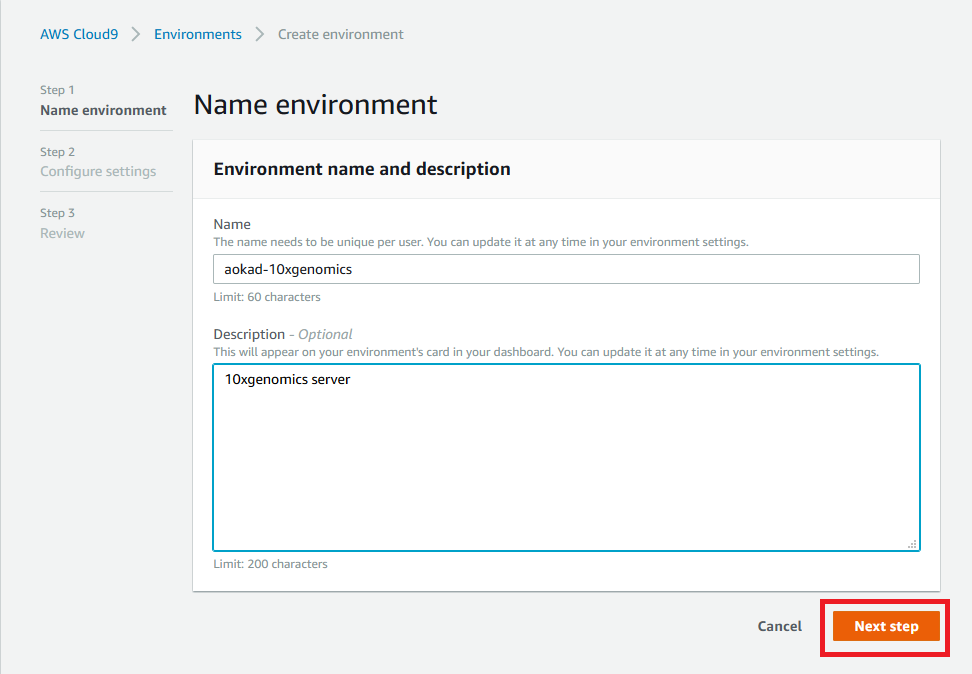 AWS Cloud9 > Environments > Create environment
Step 1
Name environment
Step 2
Configure settings
Step 3
Review
Name environment
Environment name and description
Name
The name needs to be unique per user. You can update it at any time in your environment settings.
aokad-10xgenomics
Limit: 60 characters
Description - Optional
This will appear on your environment's card in your dashboard. You can update it at any time in your environment settings.
10xgenomics server
Limit: 200 characters
Cancel Next step